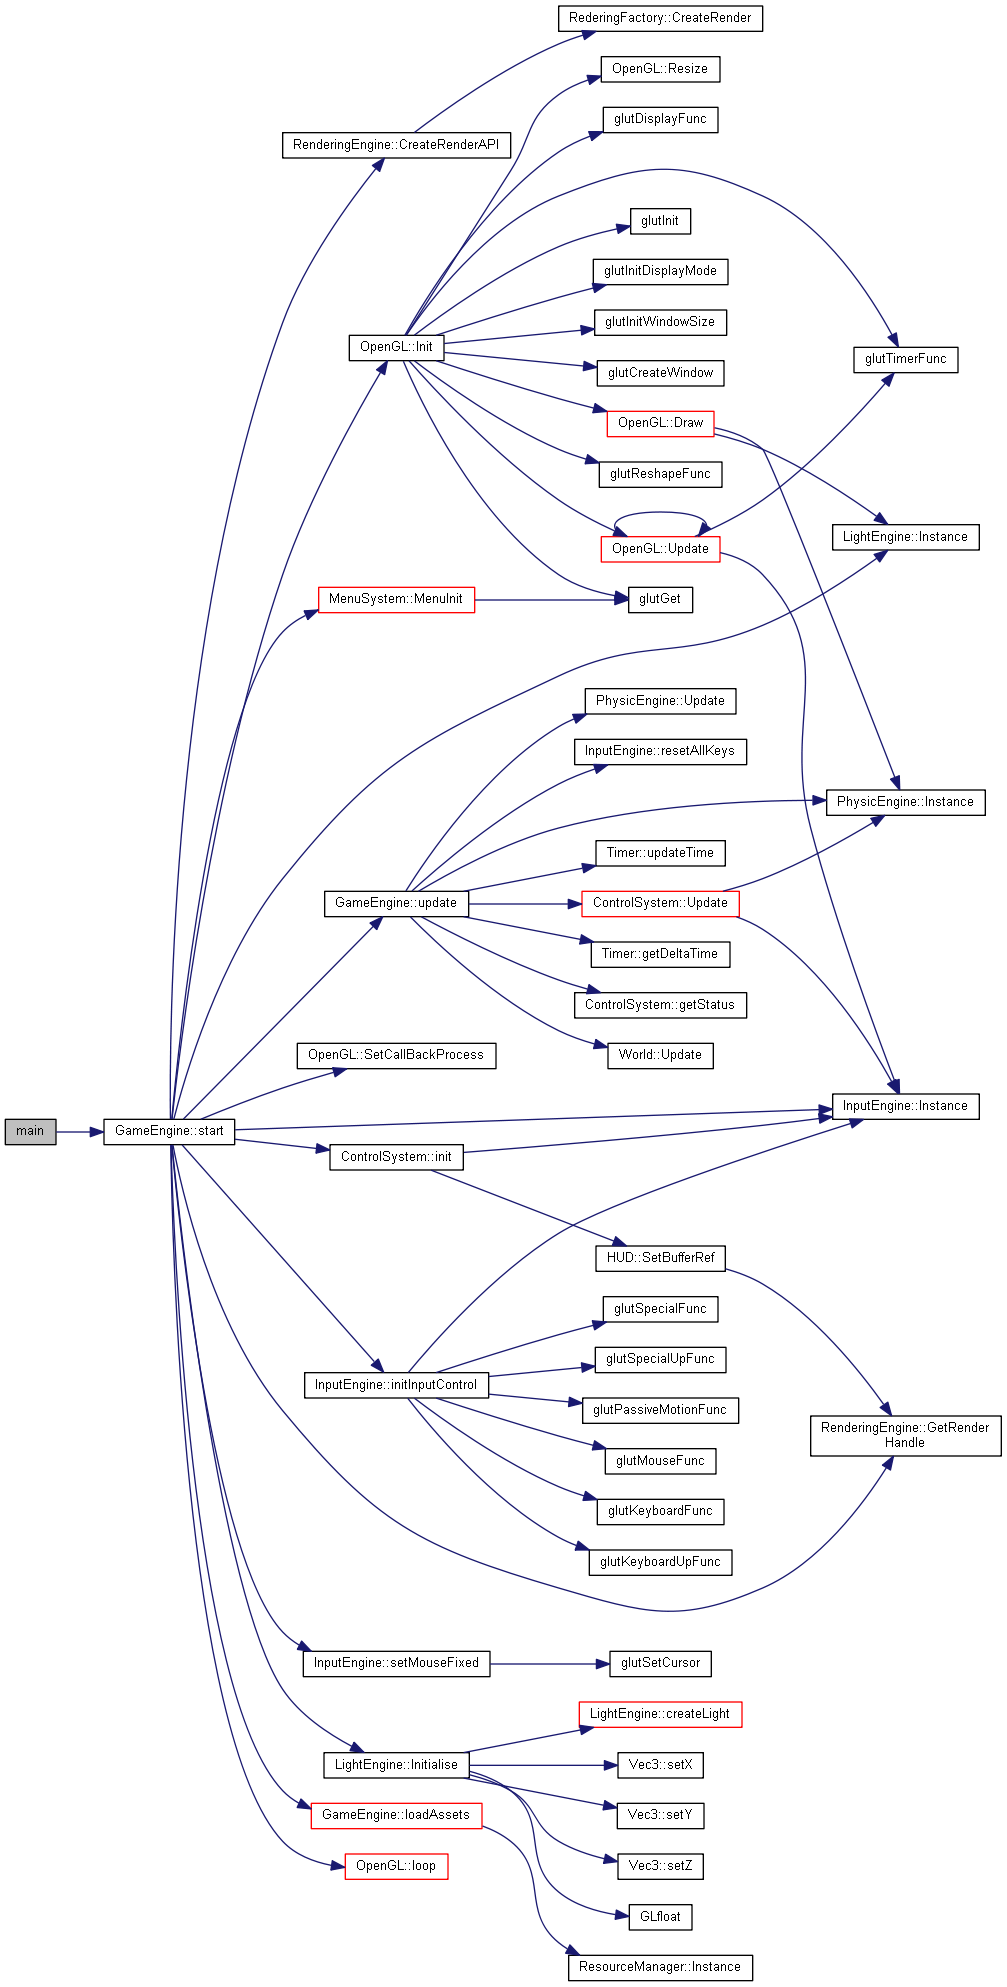 RederingFactory::CreateRender
OpenGL::Resize
glutDisplayFunc
RenderingEngine::CreateRenderAPI
glutInit
glutInitDisplayMode
glutInitWindowSize
OpenGL::Init
glutTimerFunc
glutCreateWindow
OpenGL::Draw
glutReshapeFunc
LightEngine::Instance
OpenGL::Update
MenuSystem::MenuInit
glutGet
PhysicEngine::Update
InputEngine::resetAllKeys
PhysicEngine::Instance
Timer::updateTime
GameEngine::update
ControlSystem::Update
Timer::getDeltaTime
ControlSystem::getStatus
OpenGL::SetCallBackProcess
World::Update
InputEngine::Instance
main
GameEngine::start
ControlSystem::init
HUD::SetBufferRef
glutSpecialFunc
glutSpecialUpFunc
InputEngine::initInputControl
glutPassiveMotionFunc
RenderingEngine::GetRender
Handle
glutMouseFunc
glutKeyboardFunc
glutKeyboardUpFunc
InputEngine::setMouseFixed
glutSetCursor
LightEngine::createLight
LightEngine::Initialise
Vec3::setX
GameEngine::loadAssets
Vec3::setY
OpenGL::loop
Vec3::setZ
GLfloat
ResourceManager::Instance